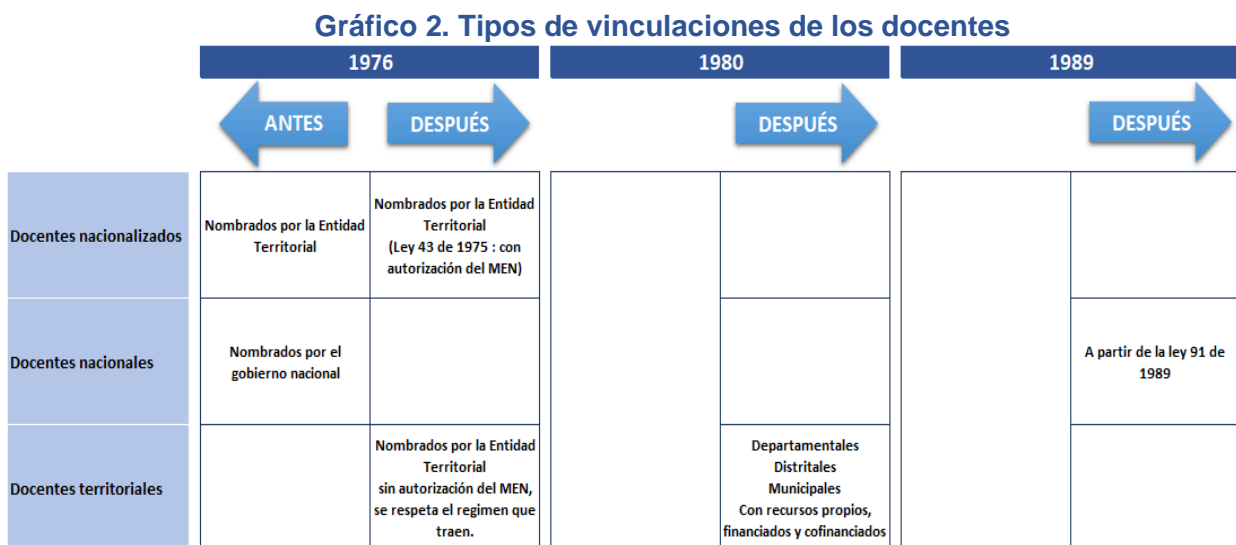 Gráfico 2. Tipos de vinculaciones de los docentes
1976
1980
1989
ANTES
DESPUÉS
DESPUÉS
DESPUÉS
Docentes nacionalizados
Nombrados por la Entidad
Territorial
Nombrados por la Entidad
Territorial
(Ley 43 de 1975 : con
autorización del MEN)
Docentes nacionales
Nombrados por el
gobierno nacional
A partir de la ley 91 de
1989
Docentes territoriales
Nombrados por la Entidad
Territorial
sin autorización del MEN,
se respeta el regimen que
traen.
Departamentales
Distritales
Municipales
Con recursos propios,
financiados y cofinanciados